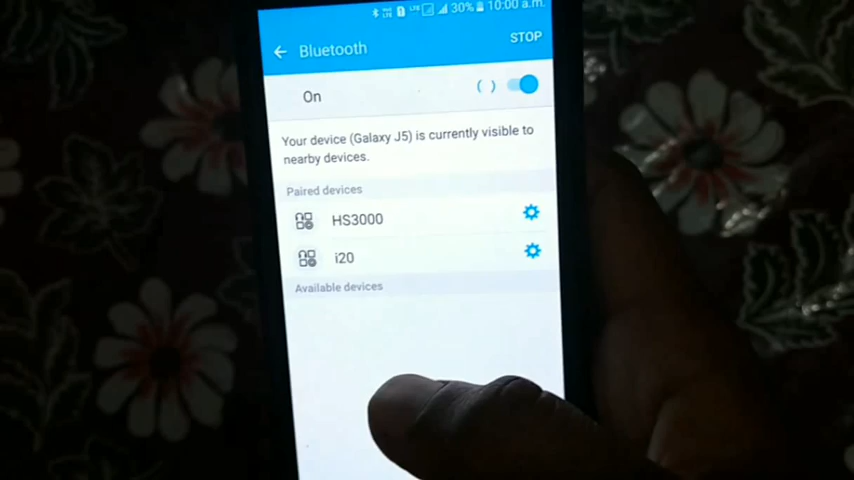 LTE 30% 10:00 a.m.
Bluetooth STOP
On
Your device (Galaxy J5) is currently visible to
nearby devices.
Paired devices
HS3000
i20
Available devices